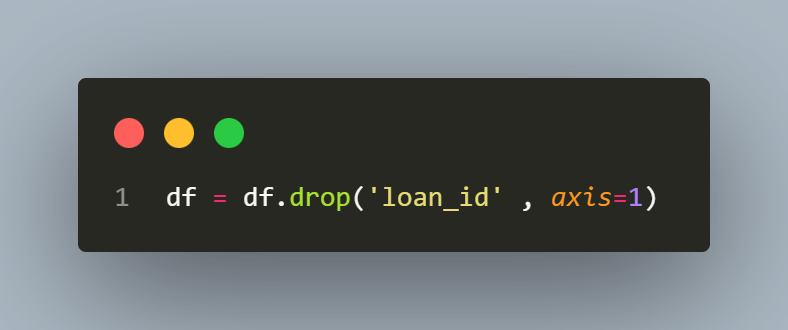 1 df = df.drop('loan_id' , axis=1)